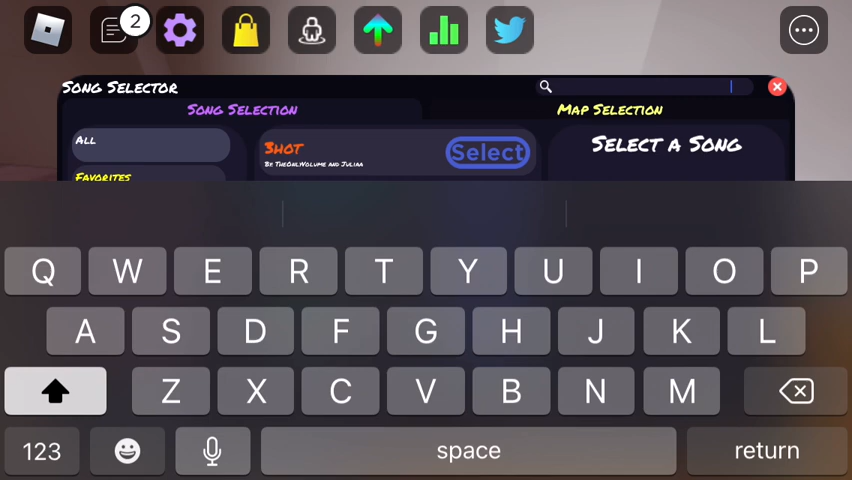 2
Song Selector
Song Selection
Map Selection
All
3hot
By TheOnlyVolume and Juliaa
Select
Select a Song
Favorites
Q W E R T Y U I O P
A S D F G H J K L
Z X C V B N M
123
space
return